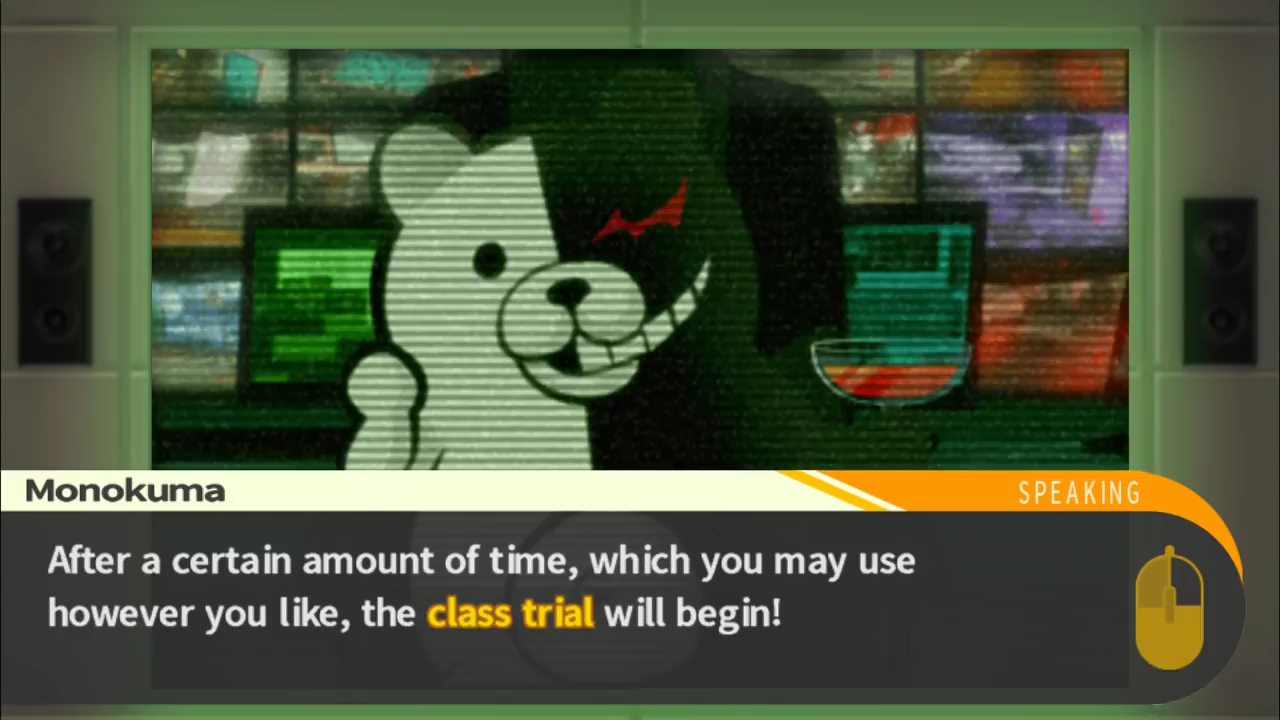 Monokuma
SPEAKING
After a certain amount of time, which you may use
however you like, the class trial will begin!